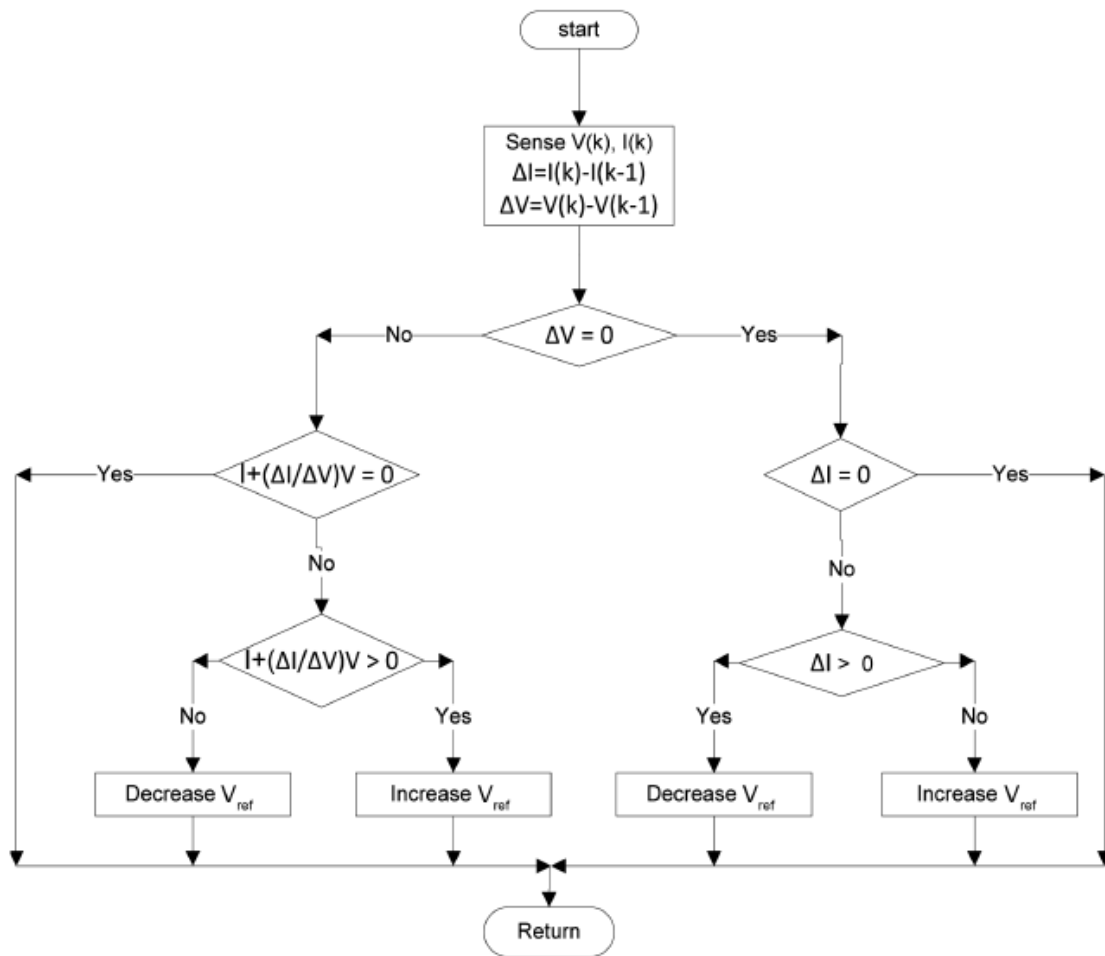 start
Sense V(k), I(k)
ΔI=I(k)-I(k-1)
ΔV=V(k)-V(k-1)
No
ΔV = 0
Yes
Yes
I+(ΔI/ΔV)V = 0
ΔI = 0
Yes
No
No
I+(ΔI/ΔV)V > 0
ΔI > 0
No
Yes
Yes
No
Decrease Vref
Increase Vref
Decrease Vref
Increase Vref
Return